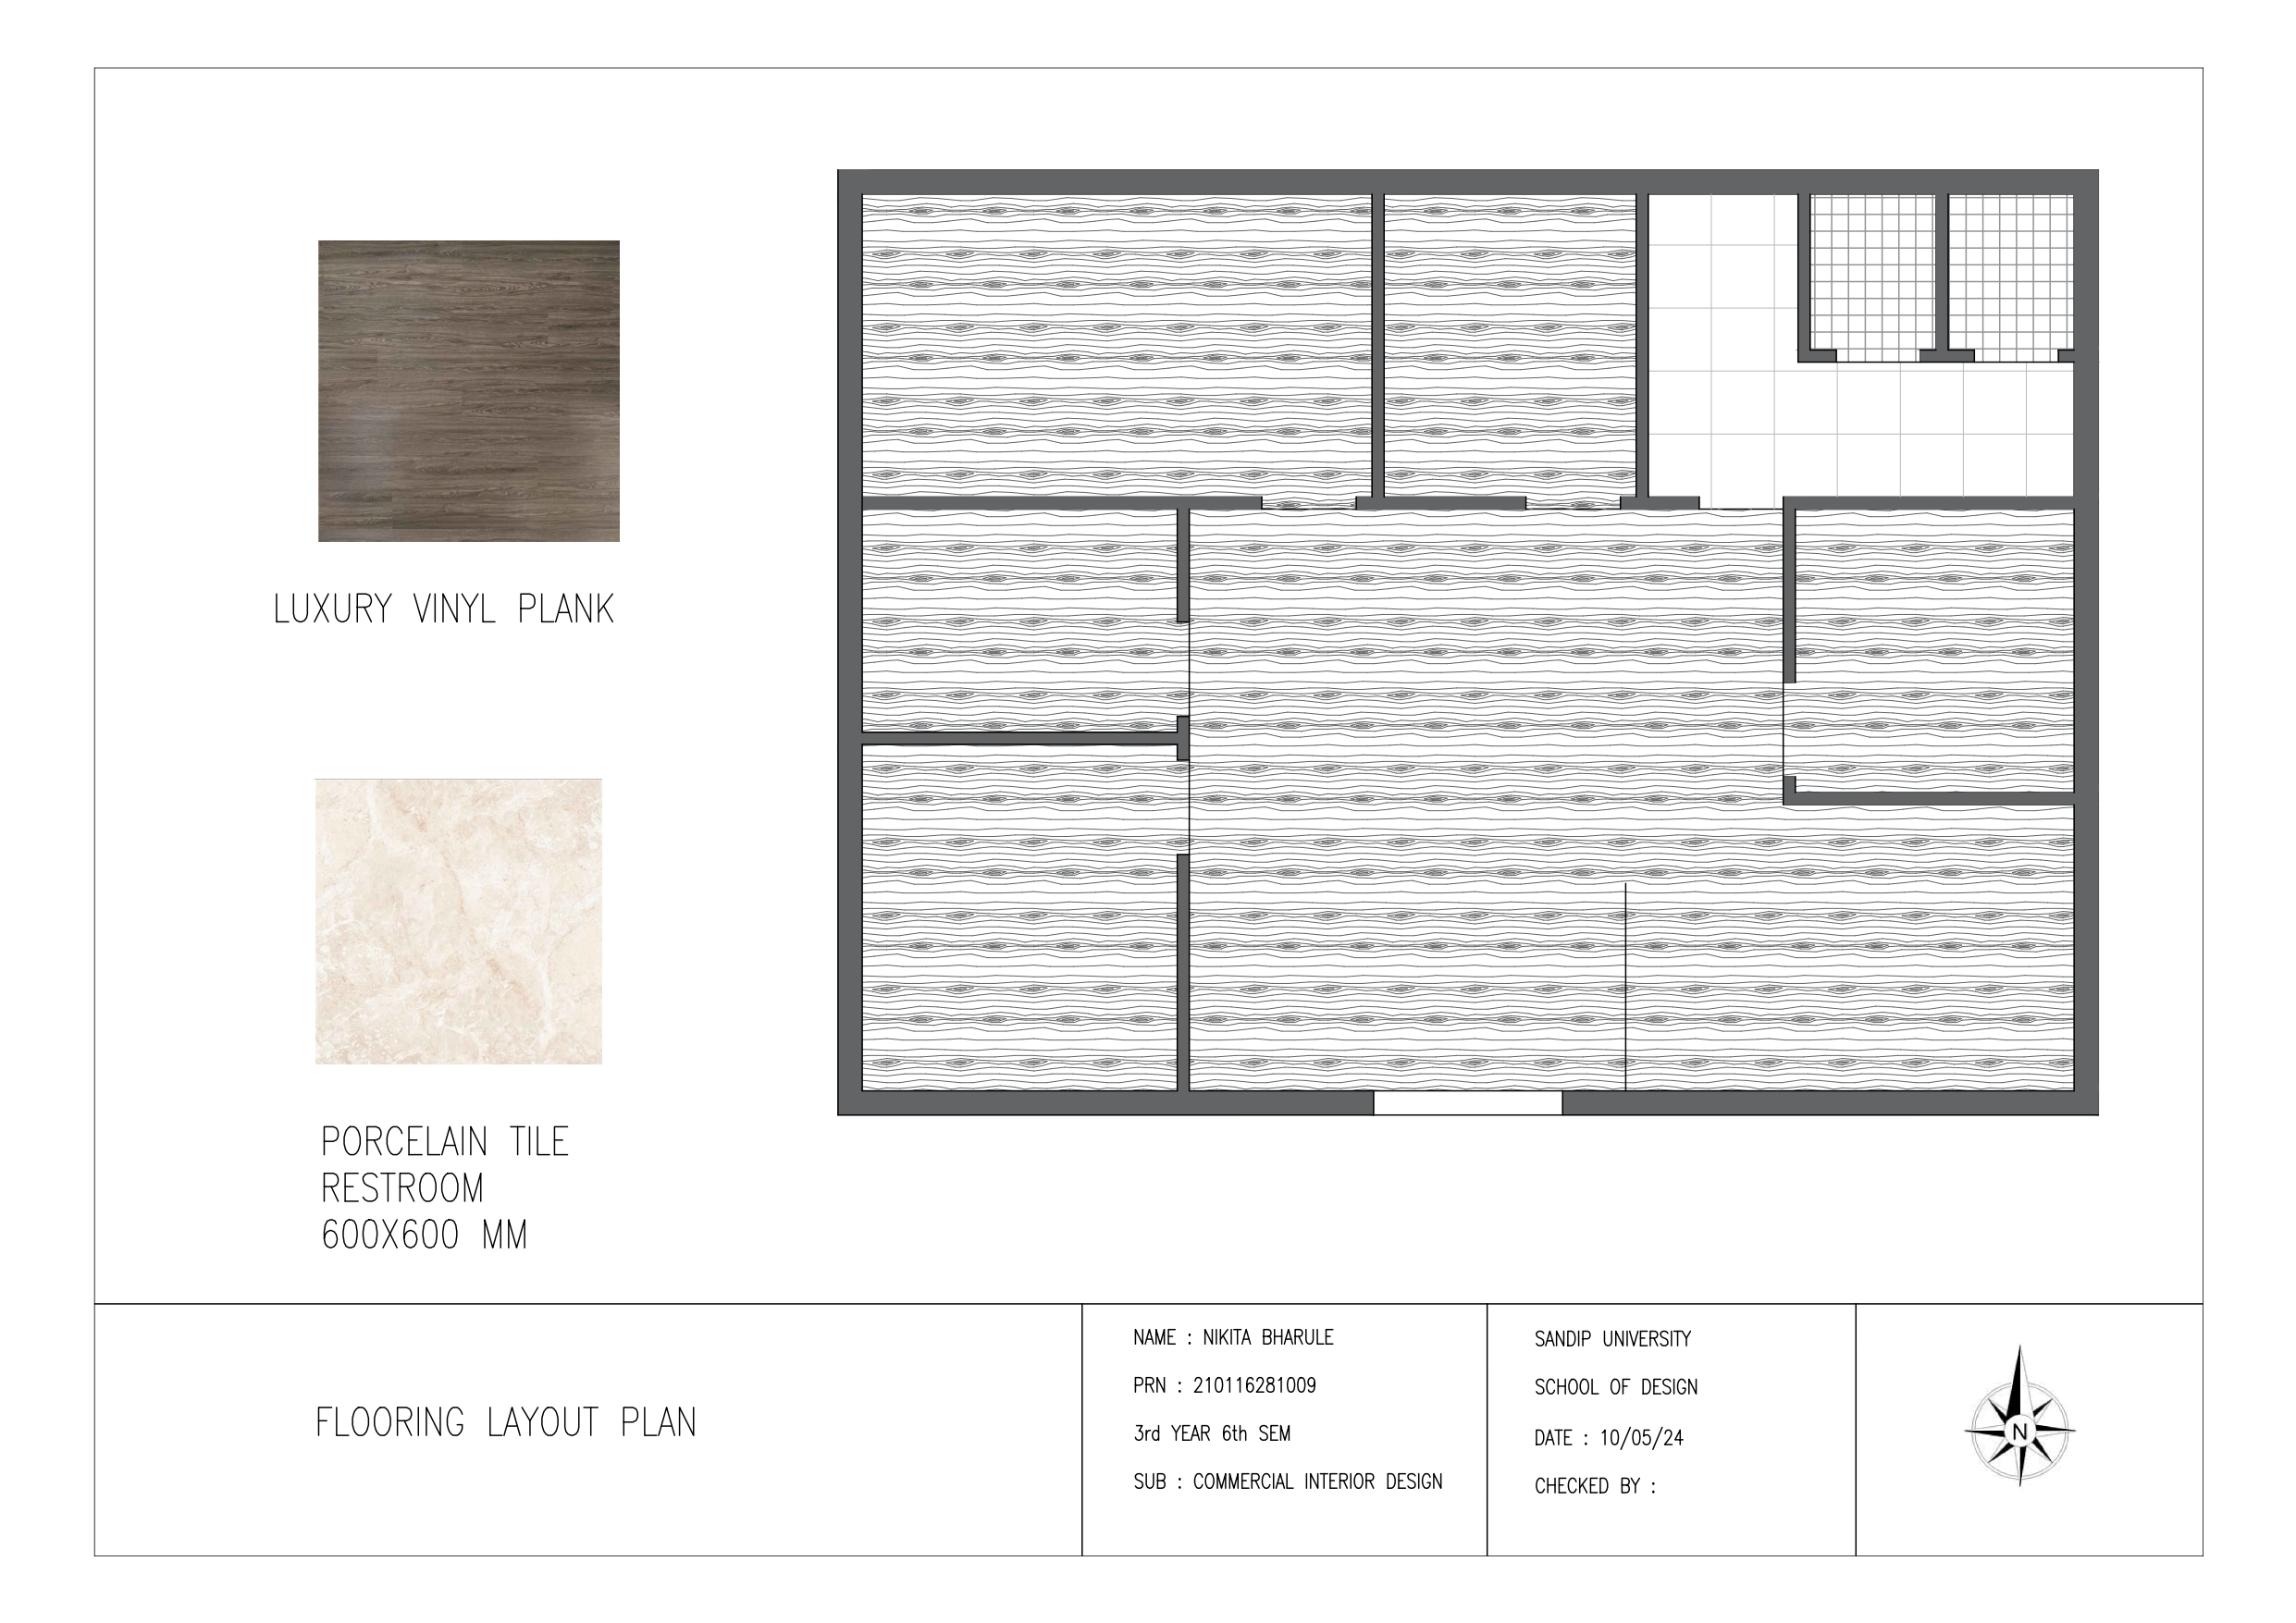 LUXURY VINYL PLANK
PORCELAIN TILE
RESTROOM
600X600 MM
FLOORING LAYOUT PLAN
NAME : NIKITA BHARULE
PRN : 210116281009
3rd YEAR 6th SEM
SUB : COMMERCIAL INTERIOR DESIGN
SANDIP UNIVERSITY
SCHOOL OF DESIGN
DATE : 10/05/24
CHECKED BY :
N